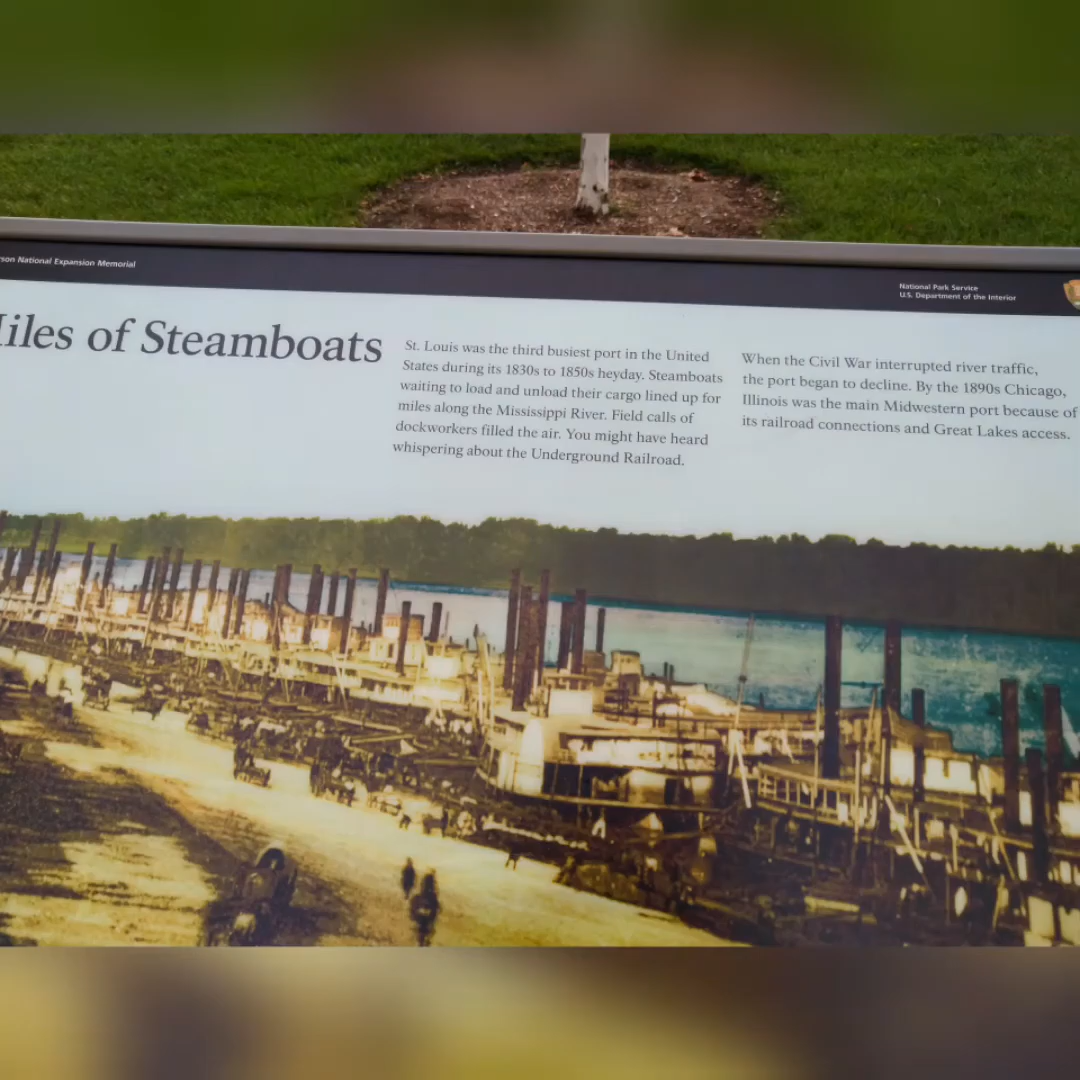 son National Expansion Memorial
National Park Service
U.S. Department of the Interior
iles of Steamboats
St. Louis was the third busiest port in the United
States during its 1830s to 1850s heyday. Steamboats
waiting to load and unload their cargo lined up for
miles along the Mississippi River. Field calls of
dockworkers filled the air. You might have heard
whispering about the Underground Railroad.
When the Civil War interrupted river traffic,
the port began to decline. By the 1890s Chicago,
Illinois was the main Midwestern port because of
its railroad connections and Great Lakes access.